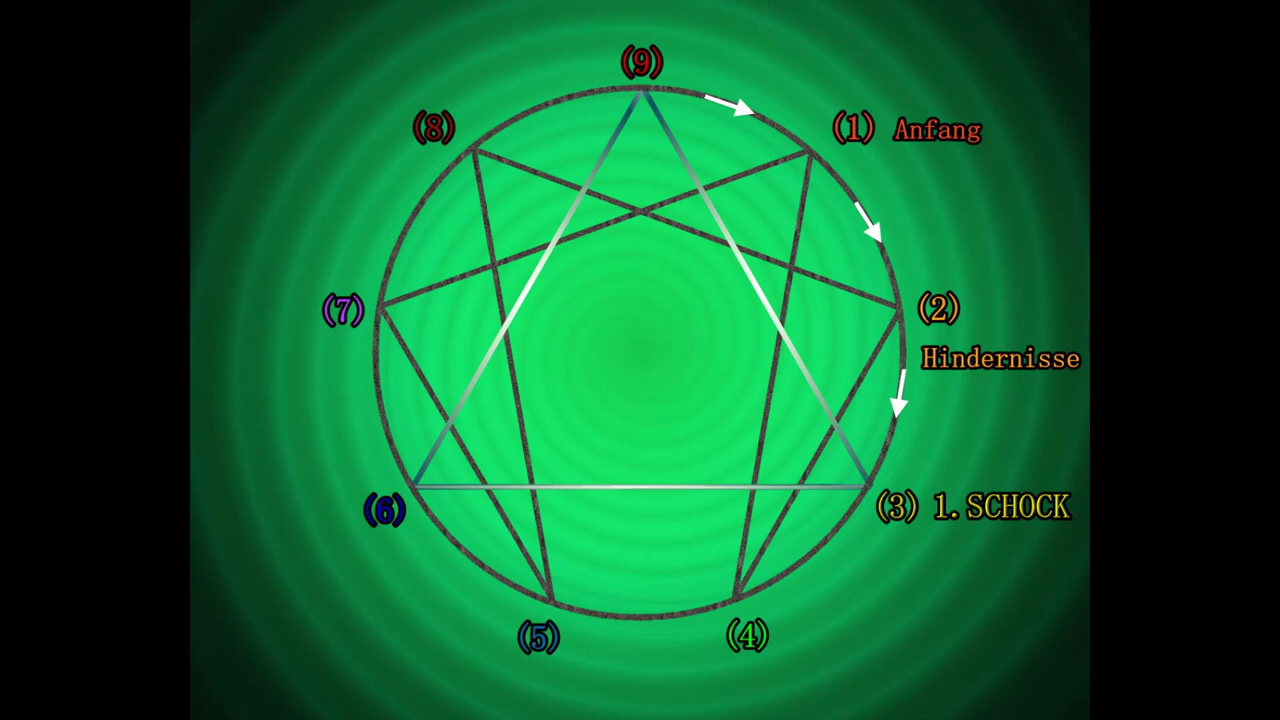 (9)
(8)
(1) Anfang
(7)
(2)
Hindernisse
(6)
(3) 1.SCHOCK
(5)
(4)